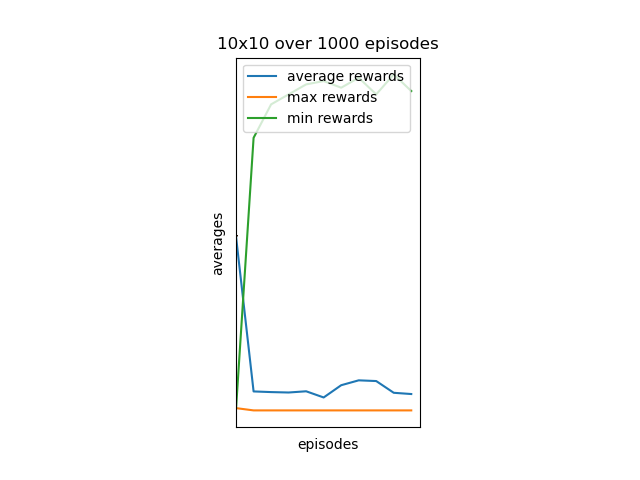 10x10 over 1000 episodes
average rewards
max rewards
min rewards
averages
episodes